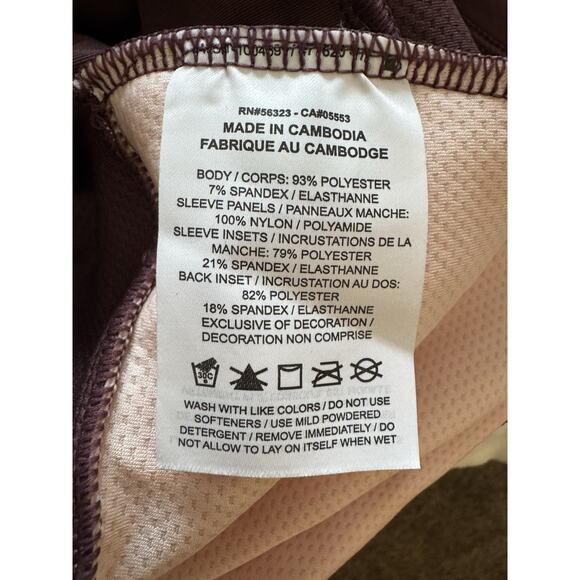 RN#56323 - CA#05553
MADE IN CAMBODIA
FABRIQUE AU CAMBODGE
BODY / CORPS: 93% POLYESTER
7% SPANDEX / ELASTHANNE
SLEEVE PANELS / PANNEAUX MANCHE:
100% NYLON / POLYAMIDE
SLEEVE INSETS / INCRUSTATIONS DE LA
MANCHE: 79% POLYESTER
21% SPANDEX / ELASTHANNE
BACK INSET / INCRUSTATION AU DOS:
82% POLYESTER
18% SPANDEX / ELASTHANNE
EXCLUSIVE OF DECORATION /
DECORATION NON COMPRISE
30C
WASH WITH LIKE COLORS / DO NOT USE
SOFTENERS / USE MILD POWDERED
DETERGENT / REMOVE IMMEDIATELY / DO
NOT ALLOW TO LAY ON ITSELF WHEN WET